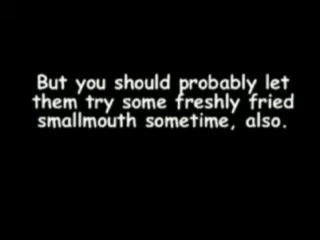 But you should probably let
them try some freshly fried
smallmouth sometime, also.